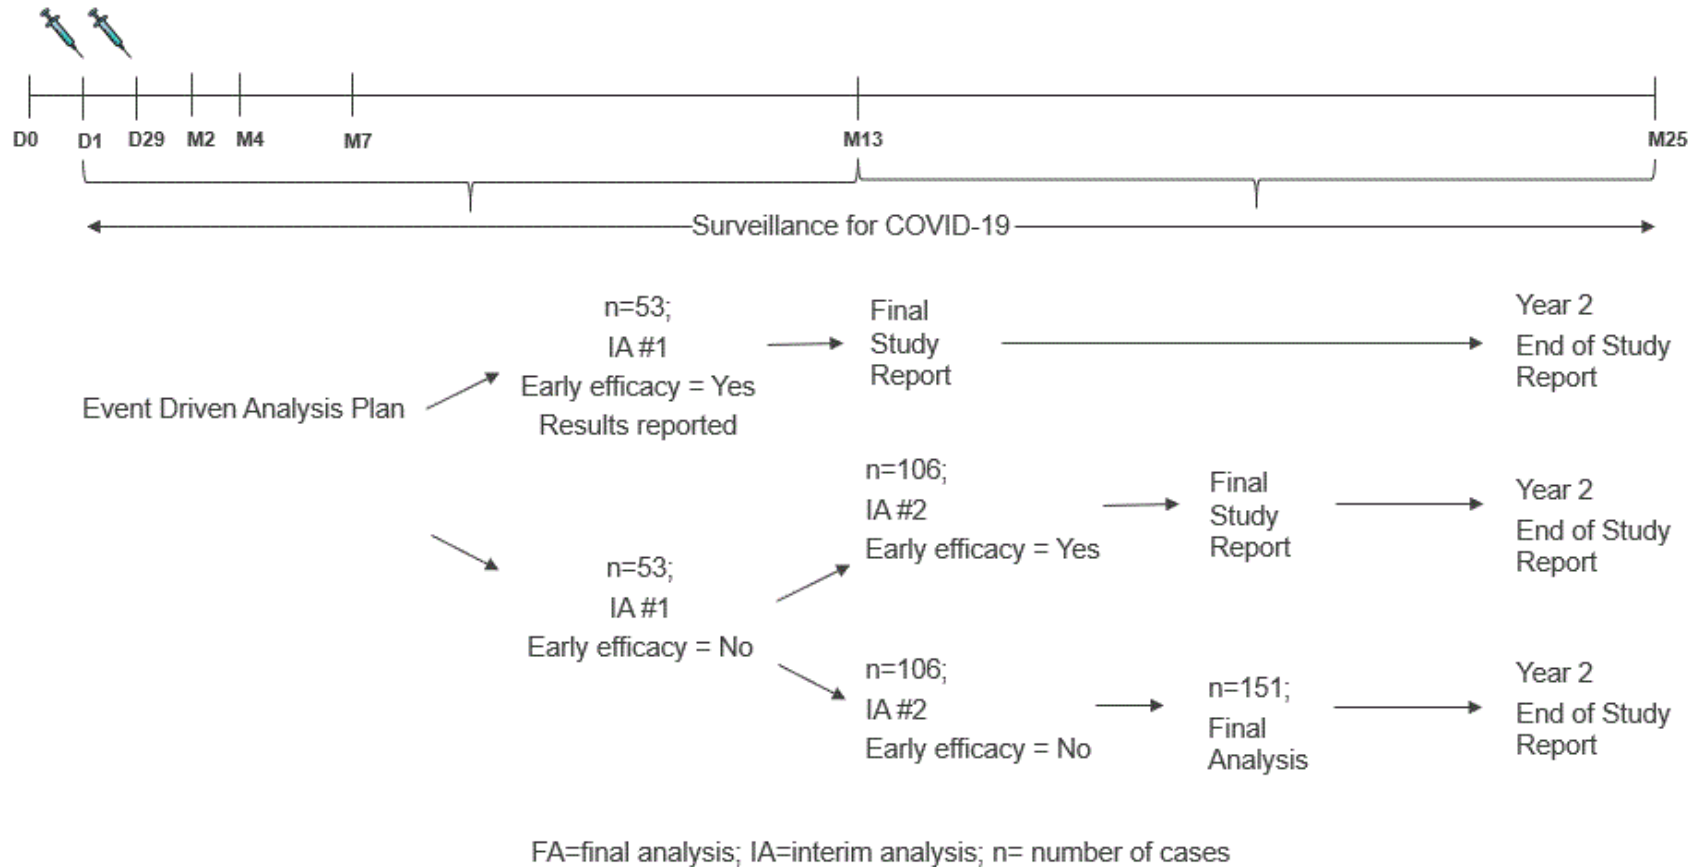 D0 D1 D29 M2 M4 M7 M13 M25
Surveillance for COVID-19
Event Driven Analysis Plan
n=53;
IA #1
Early efficacy = Yes
Results reported
Final
Study
Report
Year 2
End of Study
Report
n=53;
IA #1
Early efficacy = No
n=106;
IA #2
Early efficacy = Yes
Final
Study
Report
Year 2
End of Study
Report
n=106;
IA #2
Early efficacy = No
n=151;
Final
Analysis
Year 2
End of Study
Report
FA=final analysis; IA=interim analysis; n= number of cases